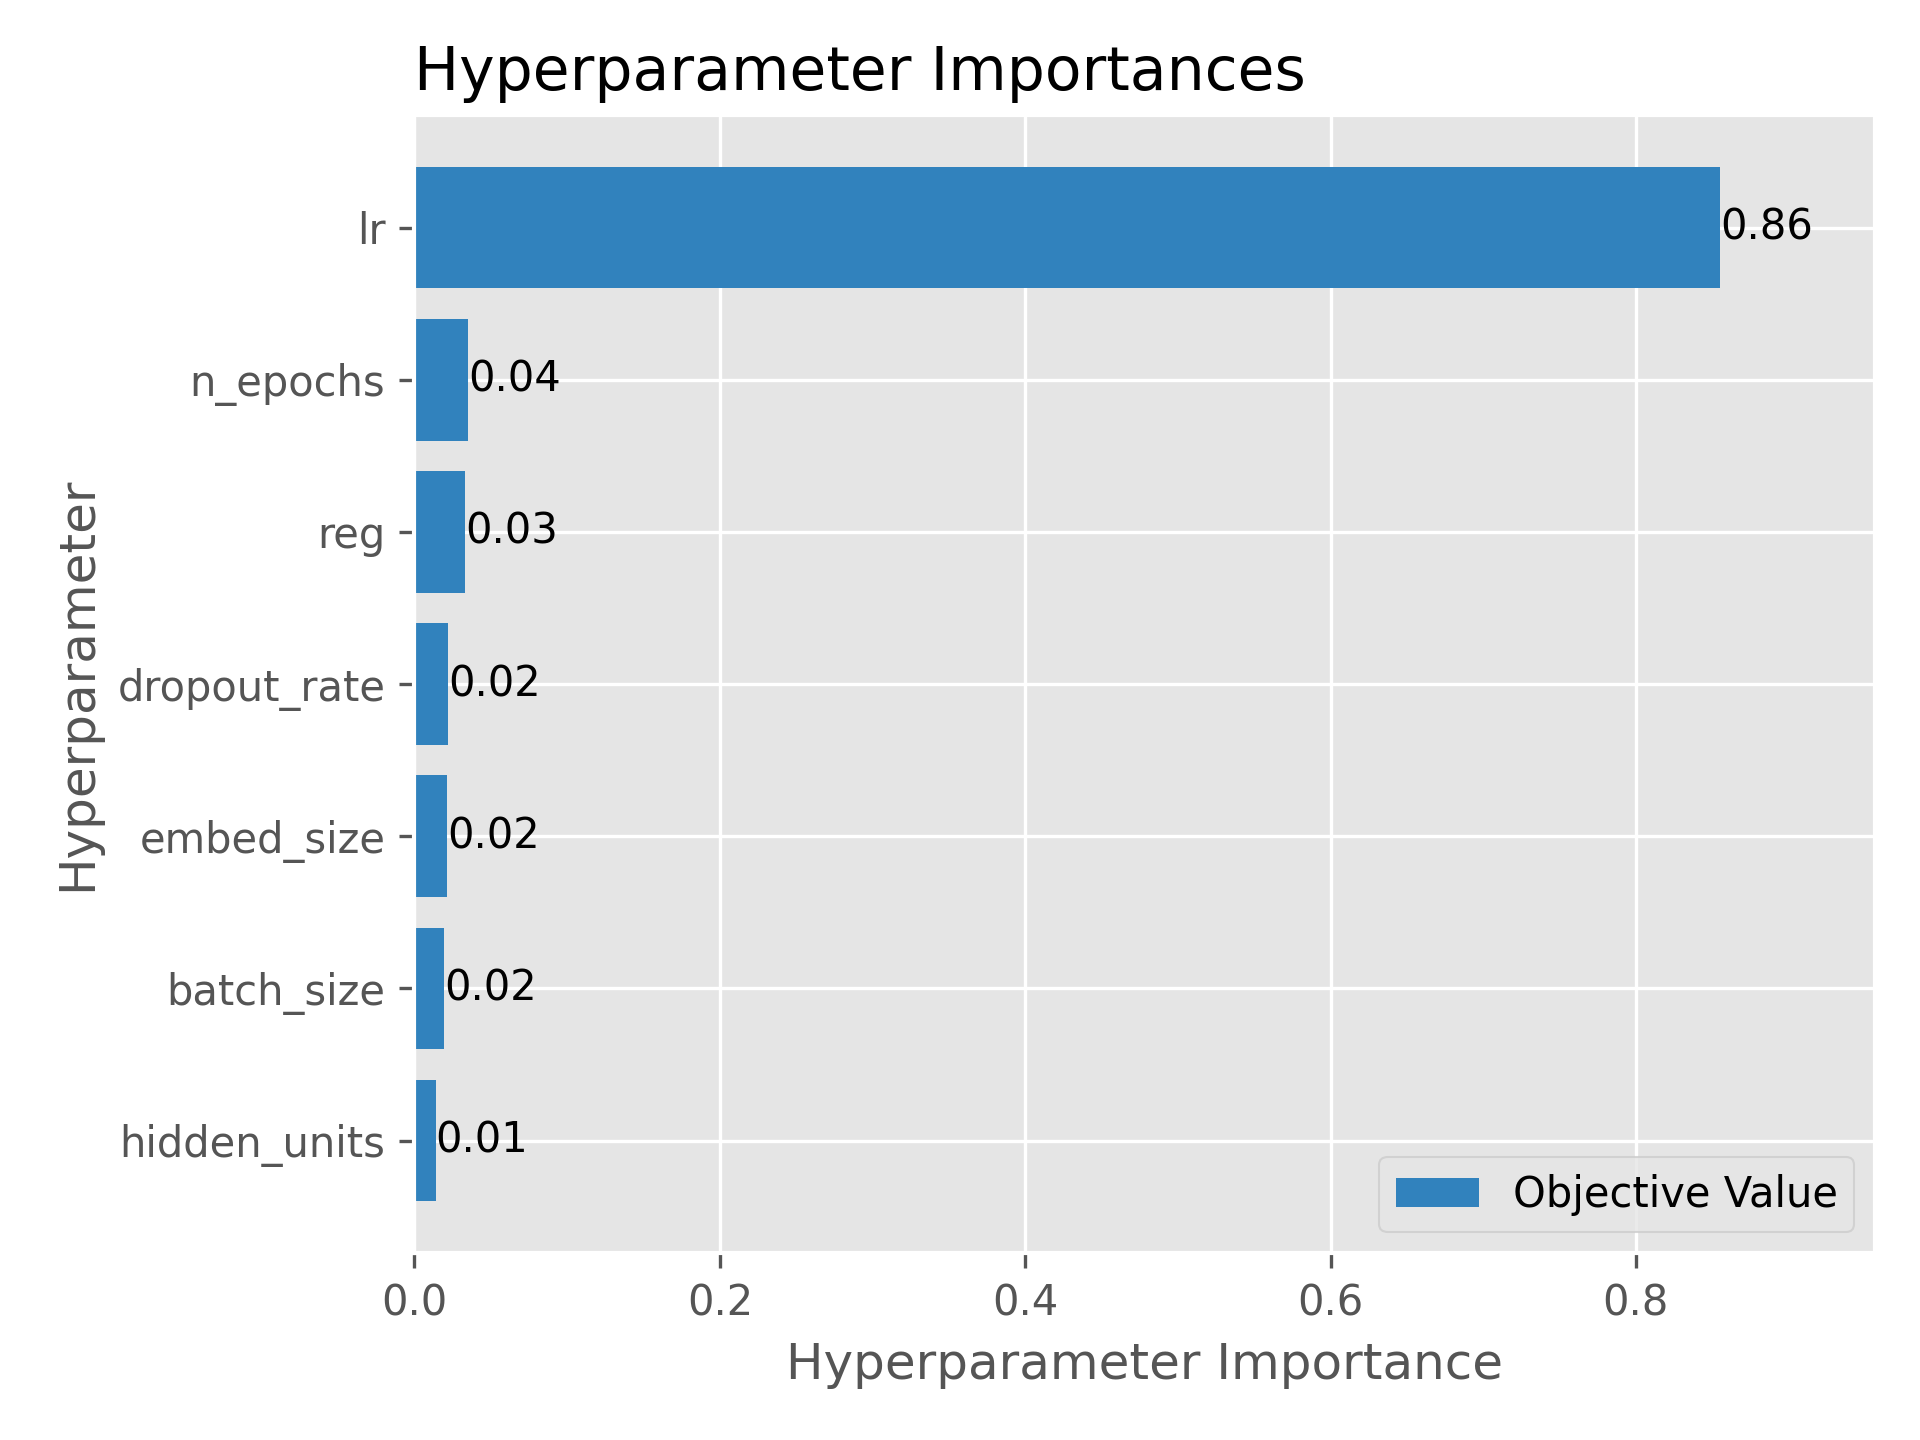 Hyperparameter Importances
lr
0.86
n_epochs
0.04
reg
0.03
dropout_rate
0.02
embed_size
0.02
batch_size
0.02
hidden_units
0.01
Hyperparameter
Objective Value
0.0 0.2 0.4 0.6 0.8
Hyperparameter Importance